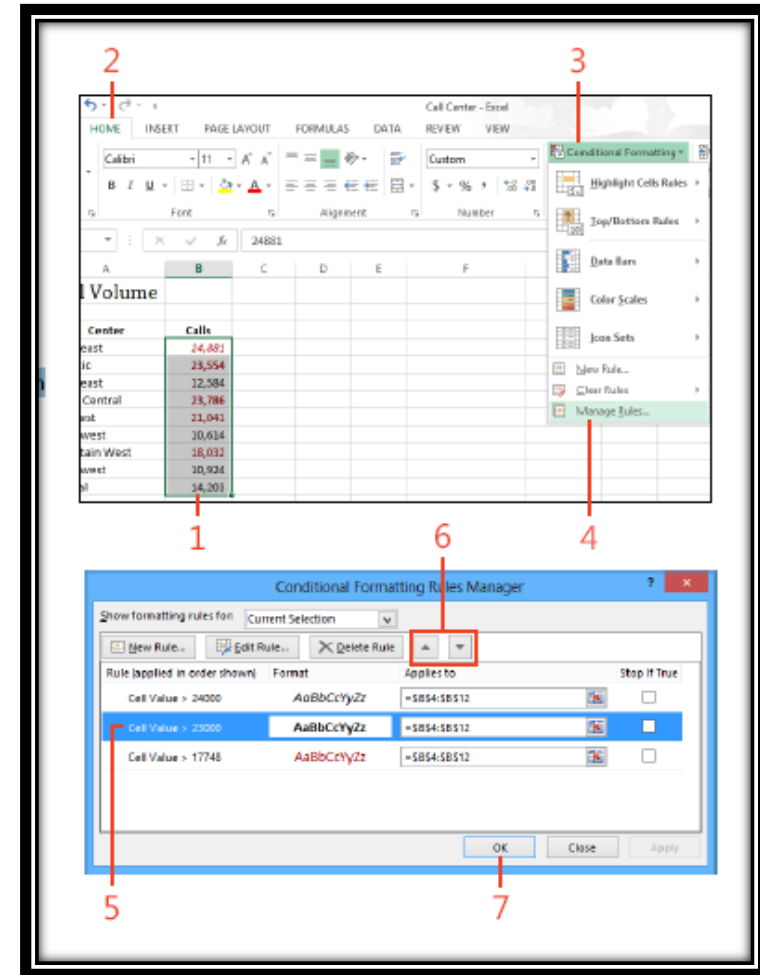 2
3
Call Center - Excel
HOME INSERT PAGE LAYOUT FORMULAS DATA REVIEW VIEW
Calibri 11 A A Custom
Conditional Formatting
B I U A $ % ,
Font Alignment Number
Highlight Cells Rules
Top/Bottom Rules
Data Bars
Color Scales
Icon Sets
New Rule...
Clear Rules
Manage Rules...
fx 24881
A B C D E F
l Volume
Center Calls
east 24,881
ic 23,554
east 12,584
Central 23,786
est 21,041
west 10,614
tain West 18,032
west 10,924
al 14,203
1
6
4
Conditional Formatting Rules Manager ?
Show formatting rules for: Current Selection
New Rule... Edit Rule... Delete Rule
Rule (applied in order shown) Format Applies to Stop If True
Cell Value > 24000 AaBbCcYyZz =$B$4:$B$12
Cell Value > 23000 AaBbCcYyZz =$B$4:$B$12
Cell Value > 17748 AaBbCcYyZz =$B$4:$B$12
OK Close Apply
5
7